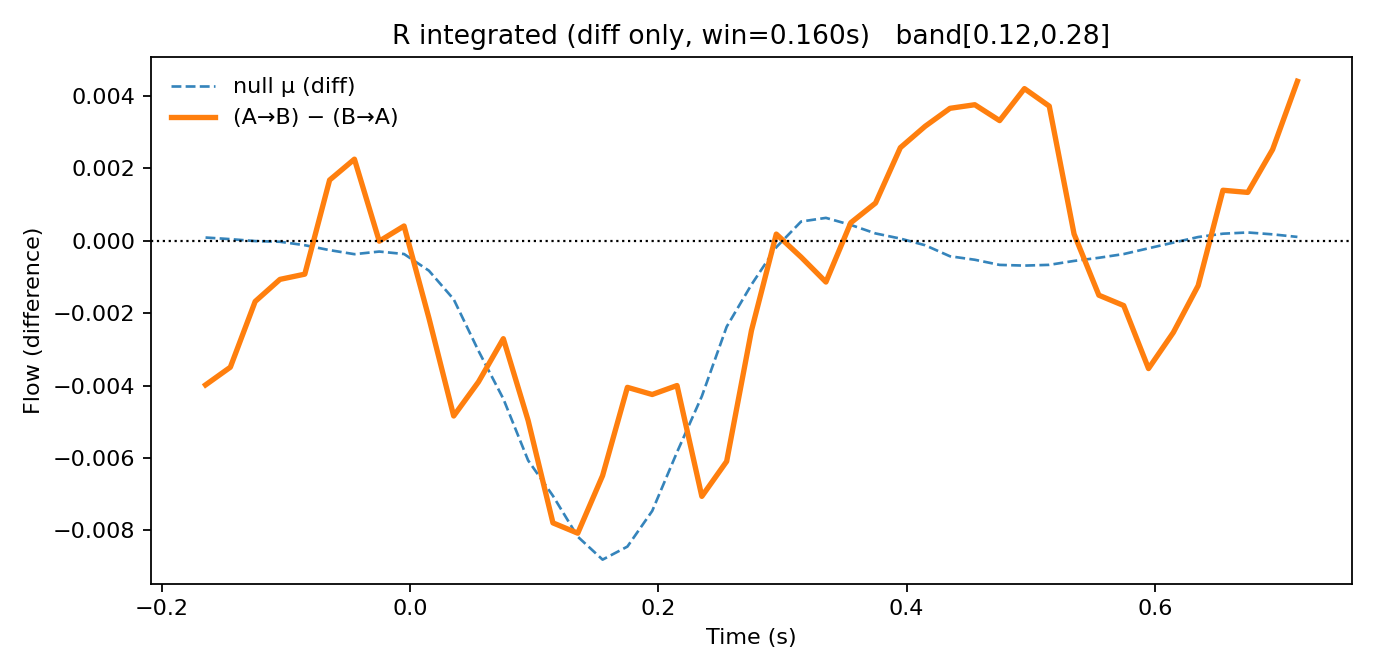 R integrated (diff only, win=0.160s)   band[0.12,0.28]
null μ (diff)
(A→B) − (B→A)
0.004
0.002
0.000
−0.002
−0.004
−0.006
−0.008
Flow (difference)
−0.2
0.0
0.2
0.4
0.6
Time (s)